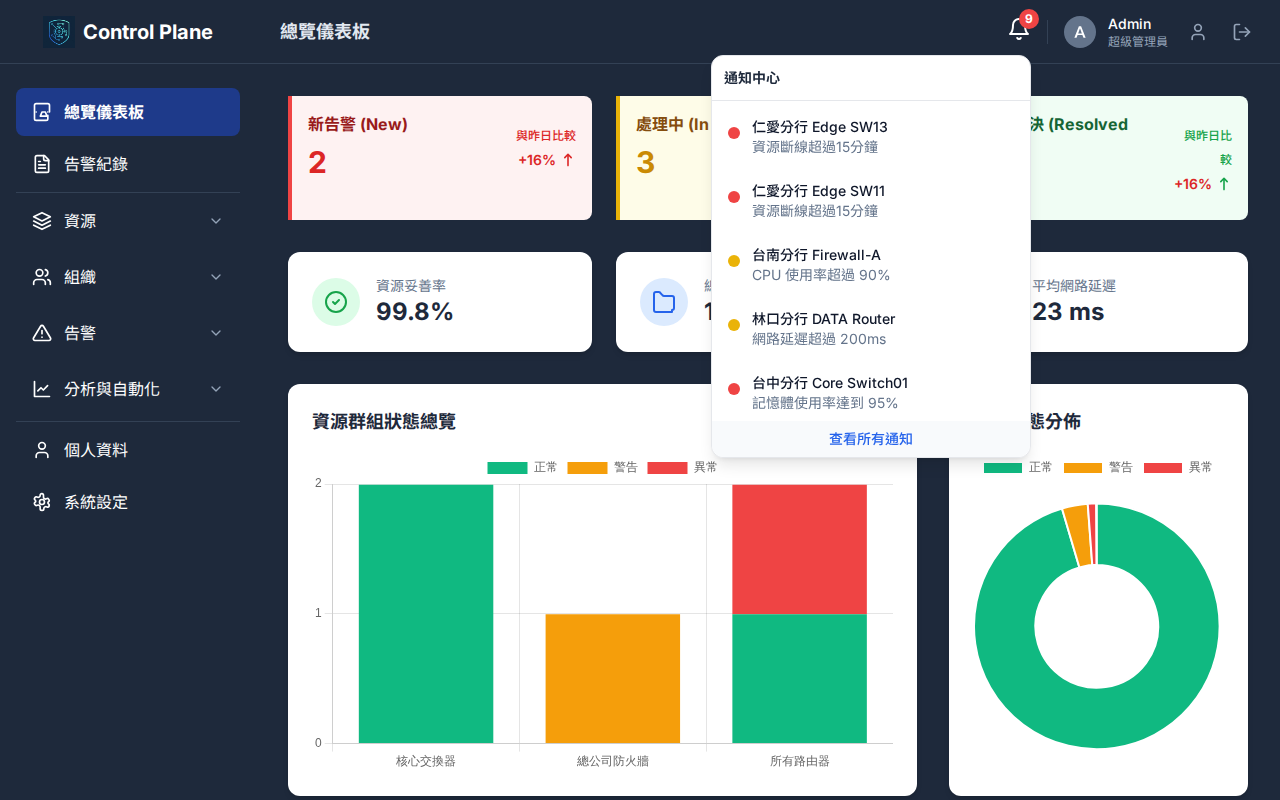 Control Plane
總覽儀表板
9
A
Admin
超級管理員
總覽儀表板
告警紀錄
資源
組織
告警
分析與自動化
個人資料
系統設定
通知中心
仁愛分行 Edge SW13
資源斷線超過15分鐘
仁愛分行 Edge SW11
資源斷線超過15分鐘
台南分行 Firewall-A
CPU 使用率超過 90%
林口分行 DATA Router
網路延遲超過 200ms
台中分行 Core Switch01
記憶體使用率達到 95%
查看所有通知
新告警 (New)
2
與昨日比較
+16%
處理中 (In
3
決 (Resolved
與昨日比
較
+16%
資源妥善率
99.8%
平均網路延遲
23 ms
資源群組狀態總覽
正常 警告 異常
2
1
0
核心交換器 總公司防火牆 所有路由器
態分佈
正常 警告 異常